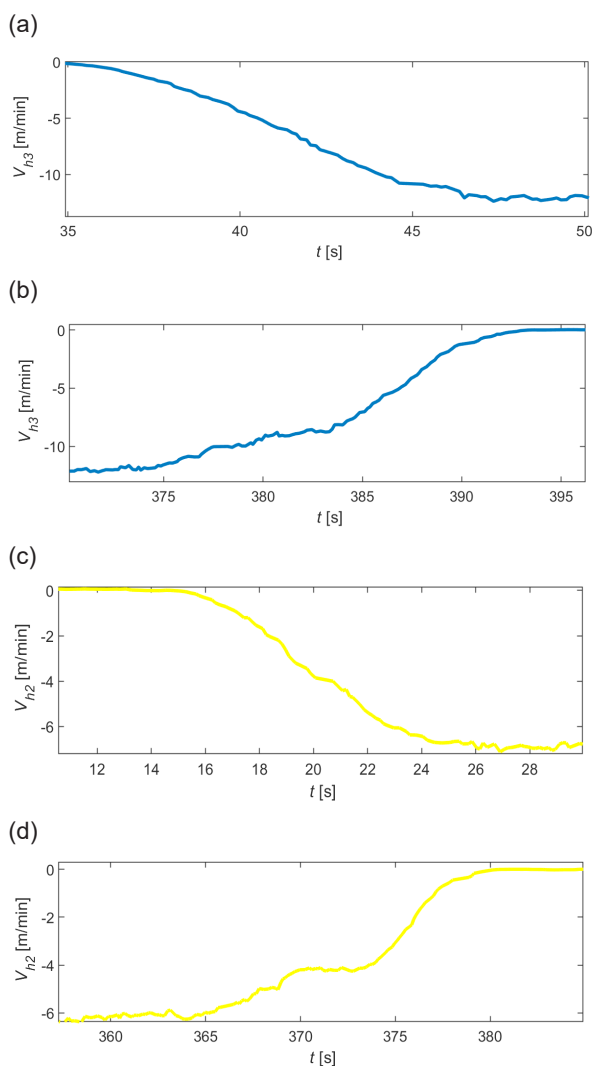 (a)
0
-5
-10
V_h3 [m/min]
35 40 45 50
t [s]
(b)
0
-5
-10
V_h3 [m/min]
375 380 385 390 395
t [s]
(c)
0
-2
-4
-6
V_h2 [m/min]
12 14 16 18 20 22 24 26 28
t [s]
(d)
0
-2
-4
-6
V_h2 [m/min]
360 365 370 375 380
t [s]